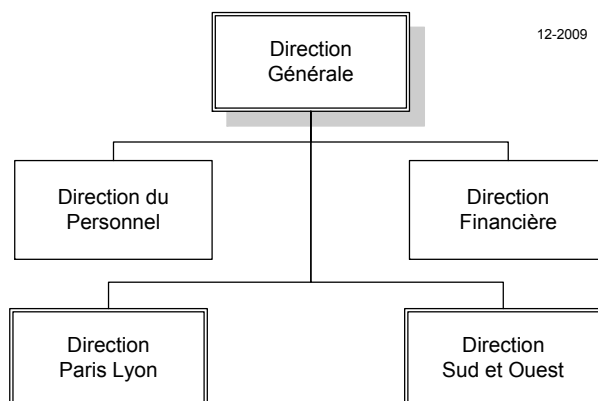 Direction
Générale
12-2009
Direction du
Personnel
Direction
Financière
Direction
Paris Lyon
Direction
Sud et Ouest